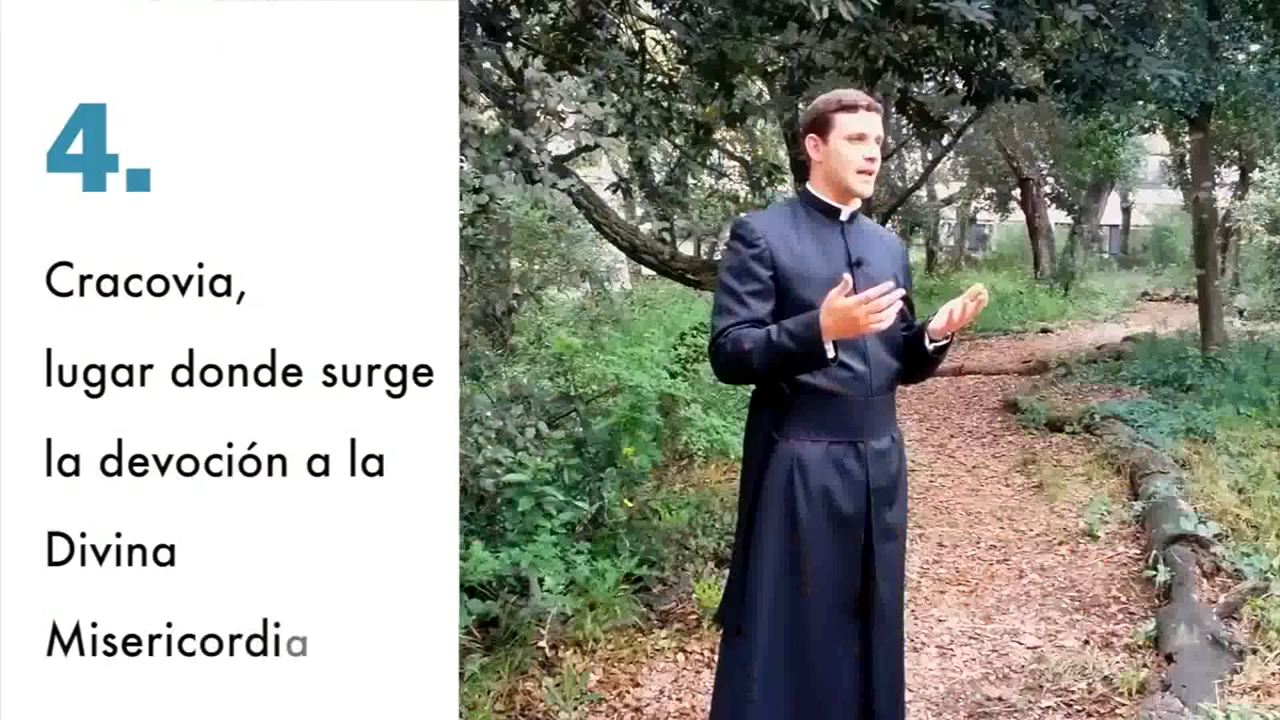 4.
Cracovia,
lugar donde surge
la devoción a la
Divina
Misericordia